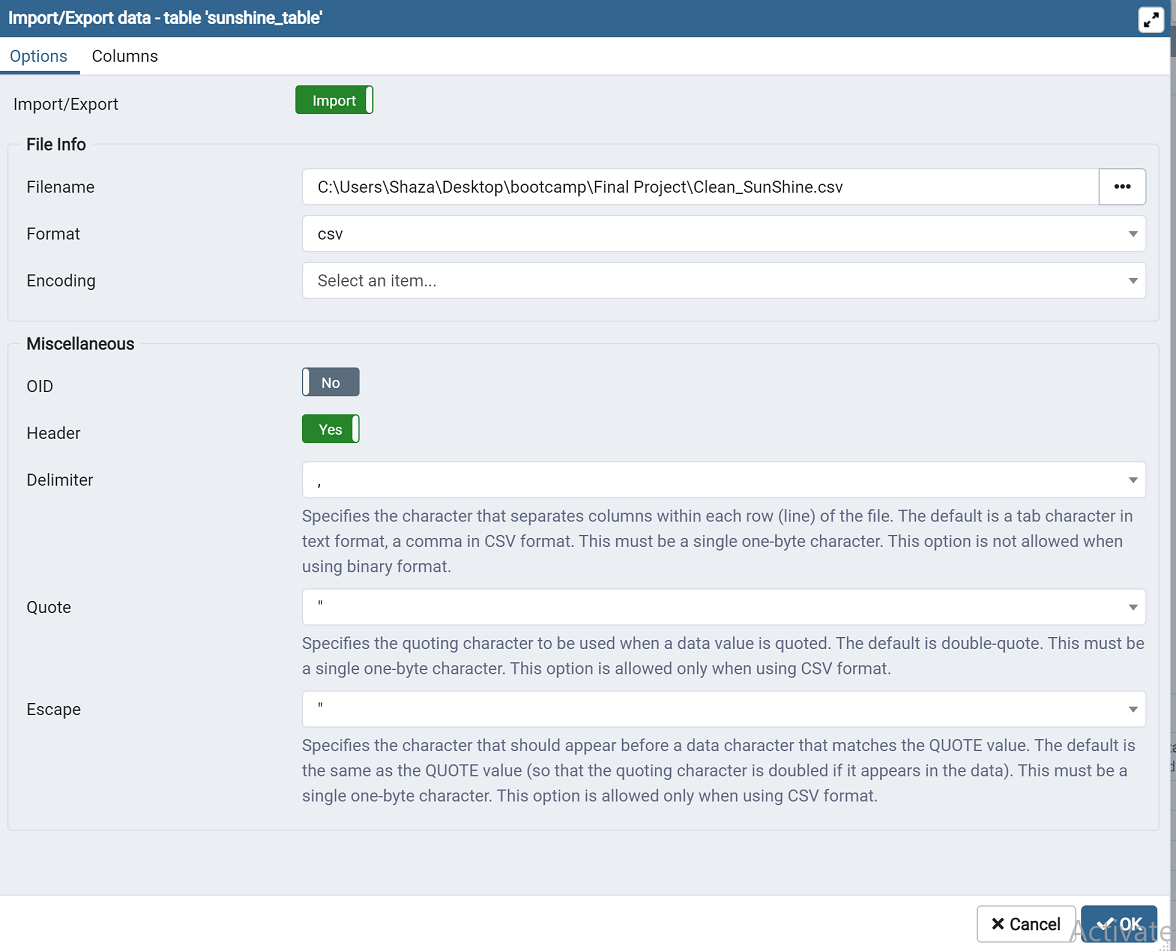 Import/Export data - table 'sunshine_table'
Options Columns
Import/Export Import
File Info
Filename C:\Users\Shaza\Desktop\bootcamp\Final Project\Clean_SunShine.csv •••
Format csv
Encoding Select an item...
Miscellaneous
OID No
Header Yes
Delimiter ,
Specifies the character that separates columns within each row (line) of the file. The default is a tab character in
text format, a comma in CSV format. This must be a single one-byte character. This option is not allowed when
using binary format.
Quote "
Specifies the quoting character to be used when a data value is quoted. The default is double-quote. This must be
a single one-byte character. This option is allowed only when using CSV format.
Escape "
Specifies the character that should appear before a data character that matches the QUOTE value. The default is
the same as the QUOTE value (so that the quoting character is doubled if it appears in the data). This must be a
single one-byte character. This option is allowed only when using CSV format.
Cancel OK
Activate